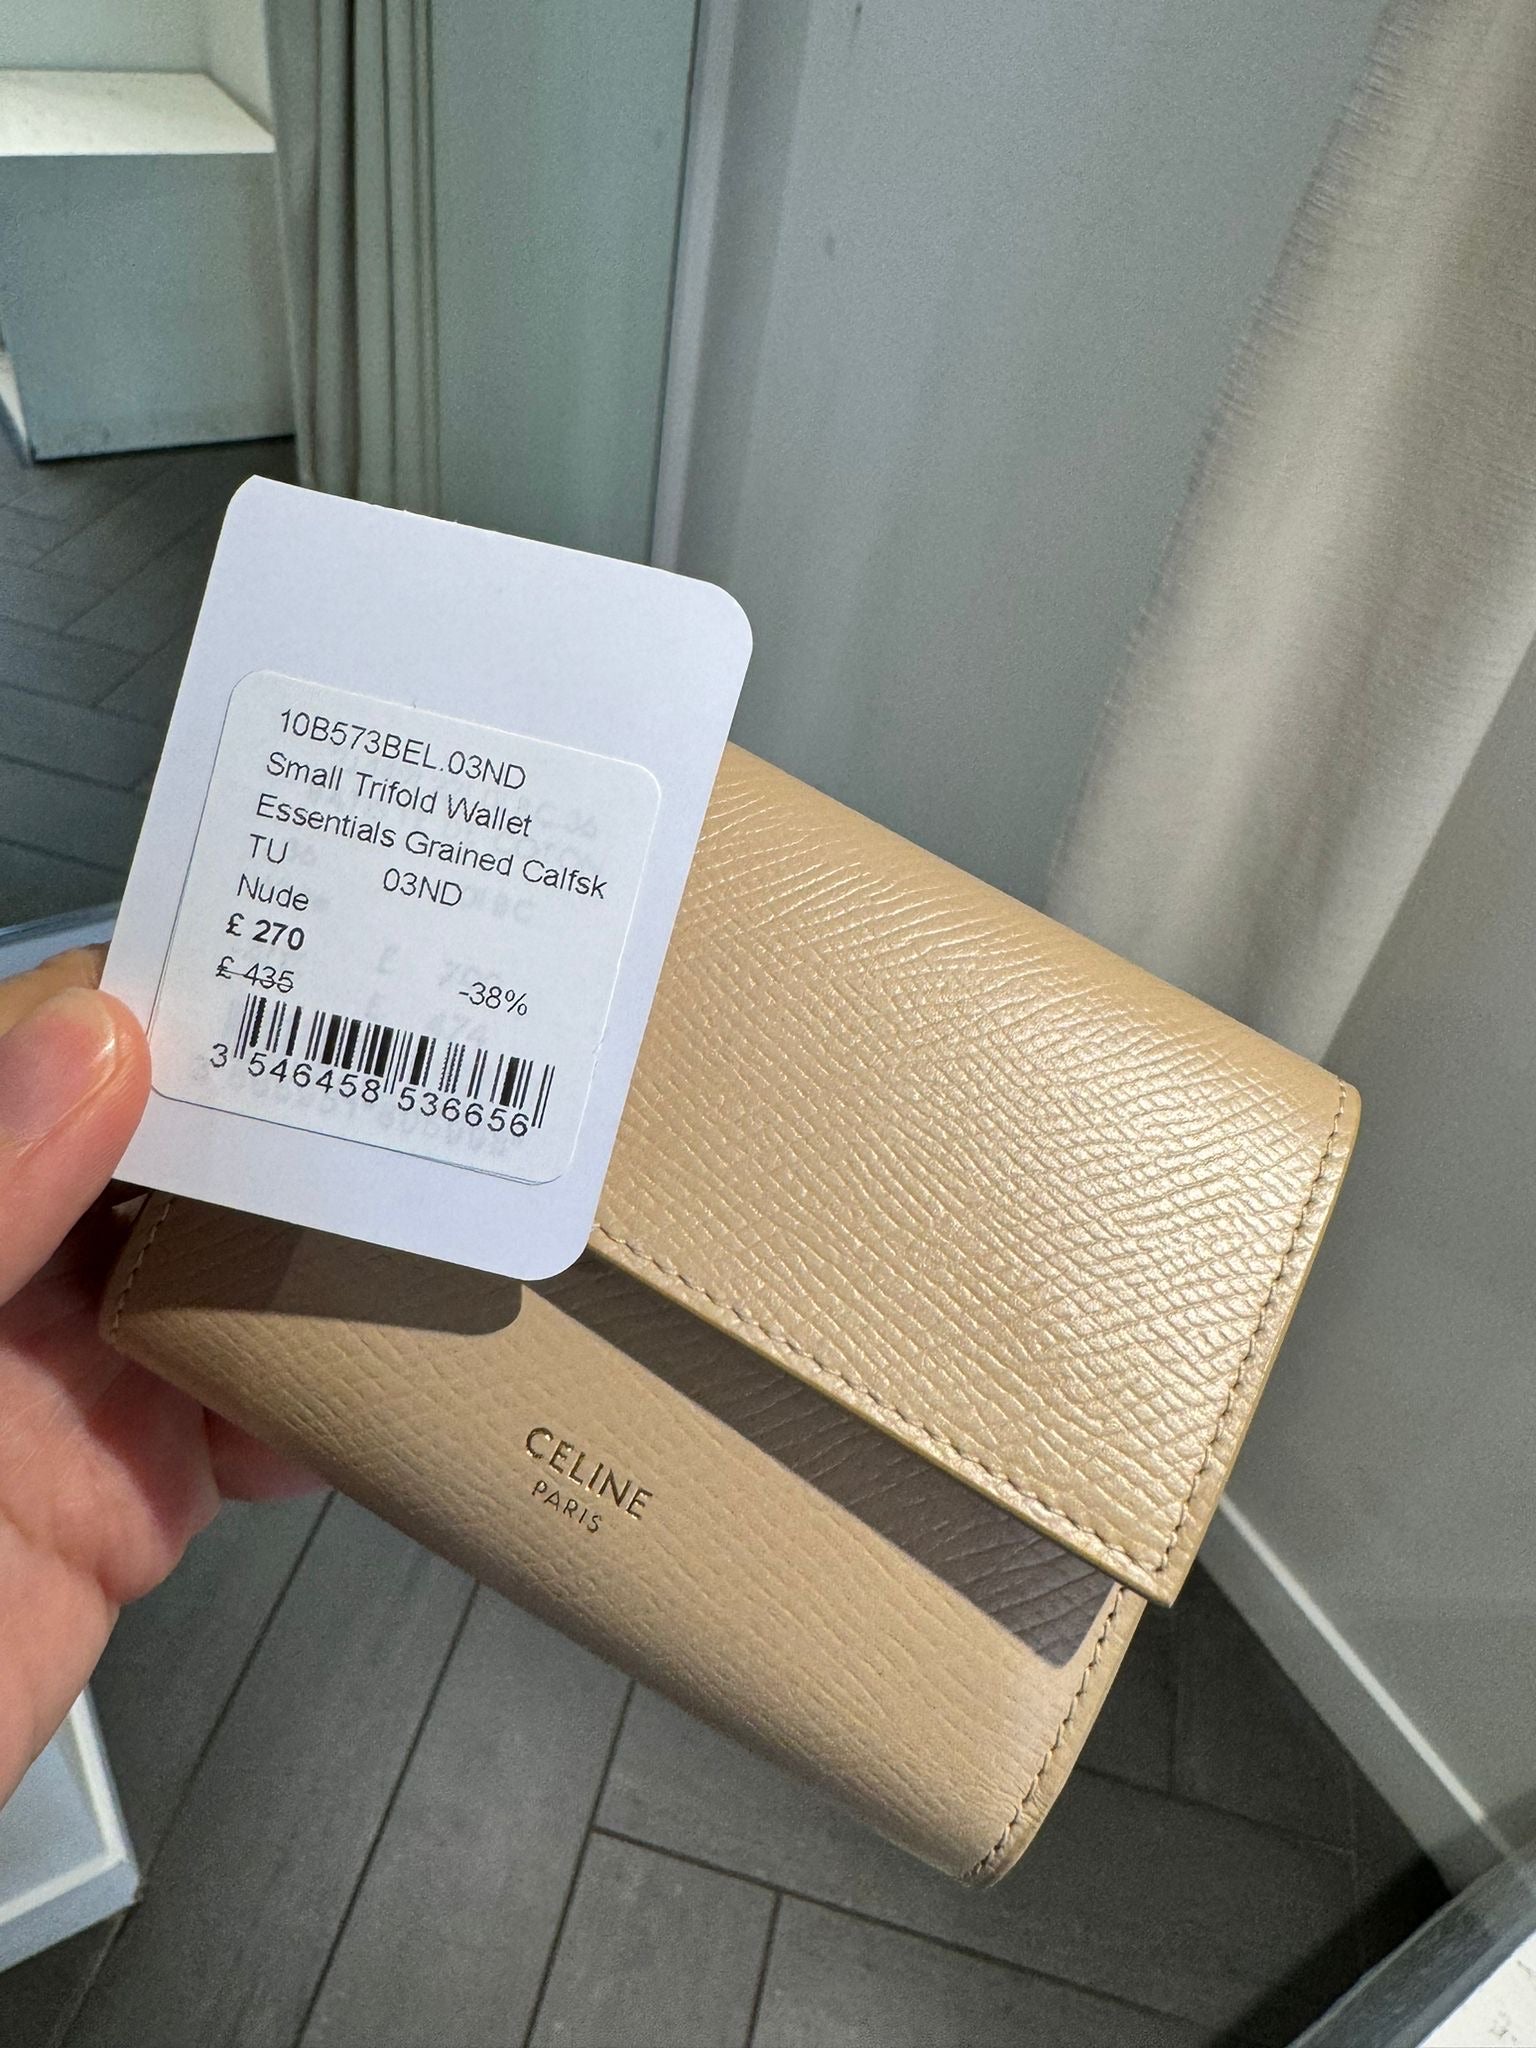 10B573BEL.03ND
Small Trifold Wallet
Essentials Grained Calfsk
TU 03ND
Nude
£ 270
£ 435 -38%
3 546458 536656
CELINE
PARIS